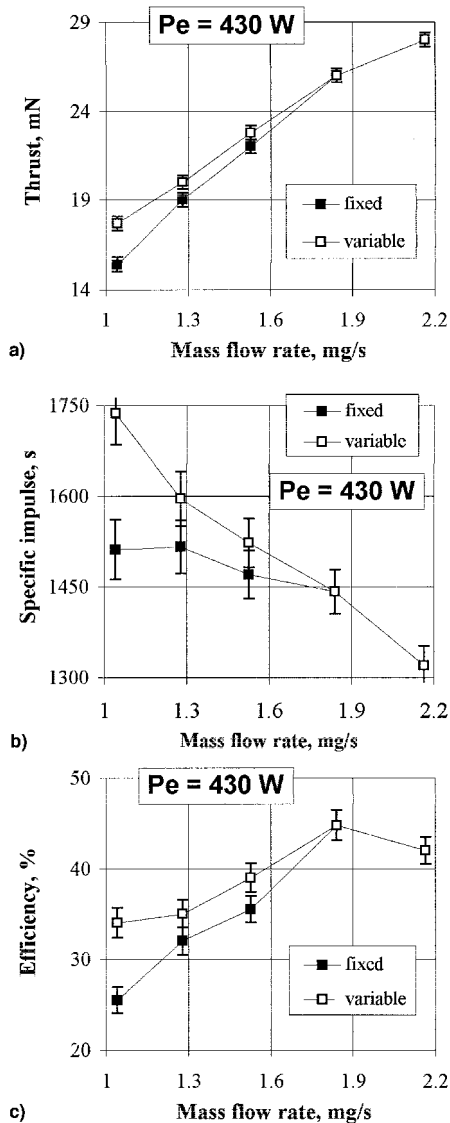 Pe = 430 W
29
24
19
14
Thrust, mN
fixed
variable
1 1.3 1.6 1.9 2.2
Mass flow rate, mg/s
a)
1750
1600
1450
1300
Specific impulse, s
fixed
variable
Pe = 430 W
1 1.3 1.6 1.9 2.2
Mass flow rate, mg/s
b)
Pe = 430 W
50
40
30
20
Efficiency, %
fixed
variable
1 1.3 1.6 1.9 2.2
Mass flow rate, mg/s
c)